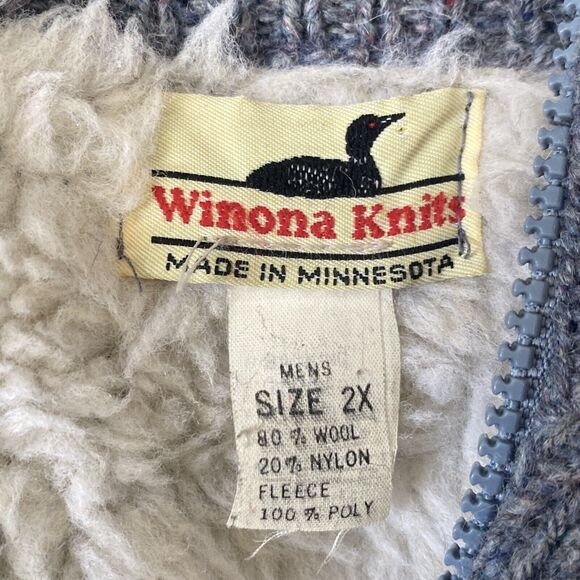 Winona Knits
MADE IN MINNESOTA
MENS
SIZE 2X
80% WOOL
20% NYLON
FLEECE
100% POLY